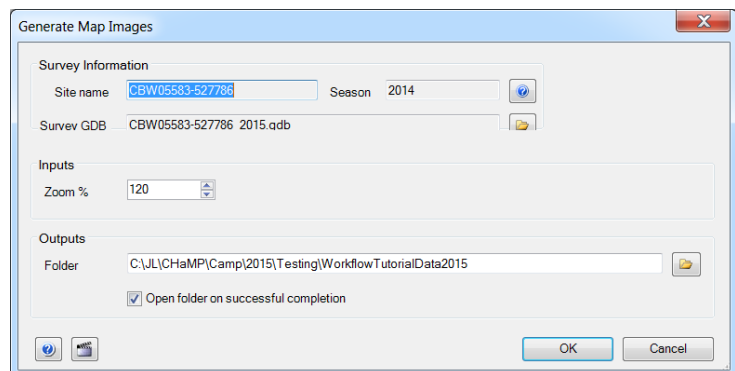 Generate Map Images
Survey Information
Site name CBW05583-527786 Season 2014
Survey GDB CBW05583-527786_2015.gdb
Inputs
Zoom % 120
Outputs
Folder C:\JL\CHaMP\Camp\2015\Testing\WorkflowTutorialData2015
Open folder on successful completion
OK Cancel